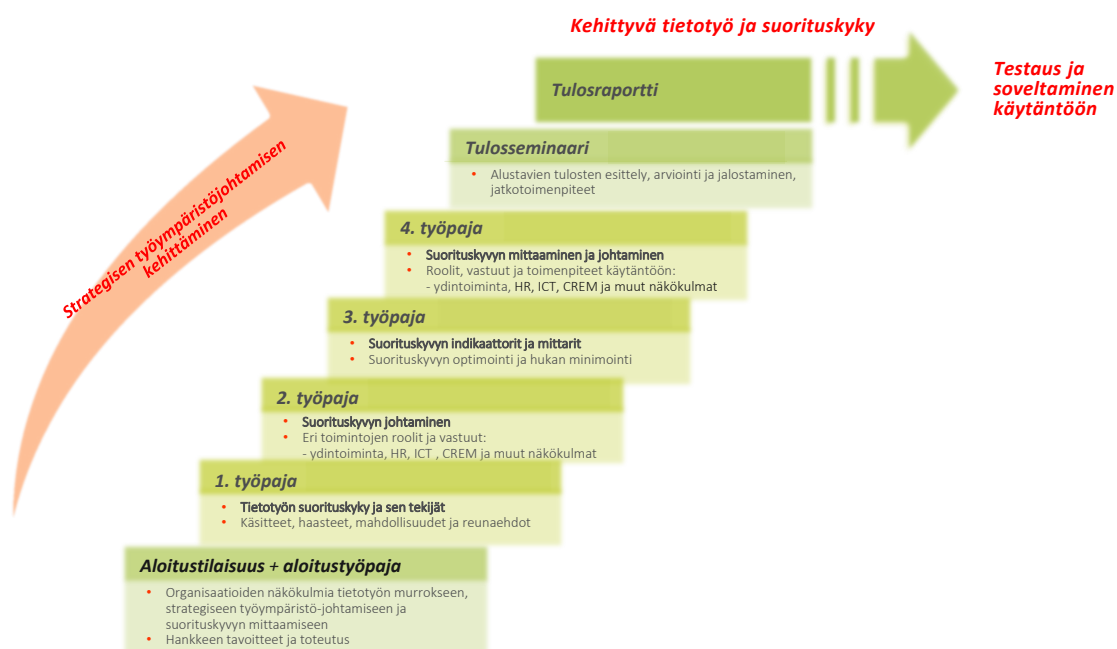 Kehittyvä tietotyö ja suorituskyky
Testaus ja
soveltaminen
käytäntöön
Tulosraportti
Tulosseminaari
• Alustavien tulosten esittely, arviointi ja jalostaminen,
jatkotoimenpiteet
Strategisen työympäristöjohtamisen
kehittäminen
4. työpaja
• Suorituskyvyn mittaaminen ja johtaminen
• Roolit, vastuut ja toimenpiteet käytäntöön:
- ydintoiminta, HR, ICT, CREM ja muut näkökulmat
3. työpaja
• Suorituskyvyn indikaattorit ja mittarit
• Suorituskyvyn optimointi ja hukan minimointi
2. työpaja
• Suorituskyvyn johtaminen
• Eri toimintojen roolit ja vastuut:
- ydintoiminta, HR, ICT , CREM ja muut näkökulmat
1. työpaja
• Tietotyön suorituskyky ja sen tekijät
• Käsitteet, haasteet, mahdollisuudet ja reunaehdot
Aloitustilaisuus + aloitustyöpaja
• Organisaatioiden näkökulmia tietotyön murrokseen,
strategiseen työympäristö-johtamiseen ja
suorituskyvyn mittaamiseen
• Hankkeen tavoitteet ja toteutus